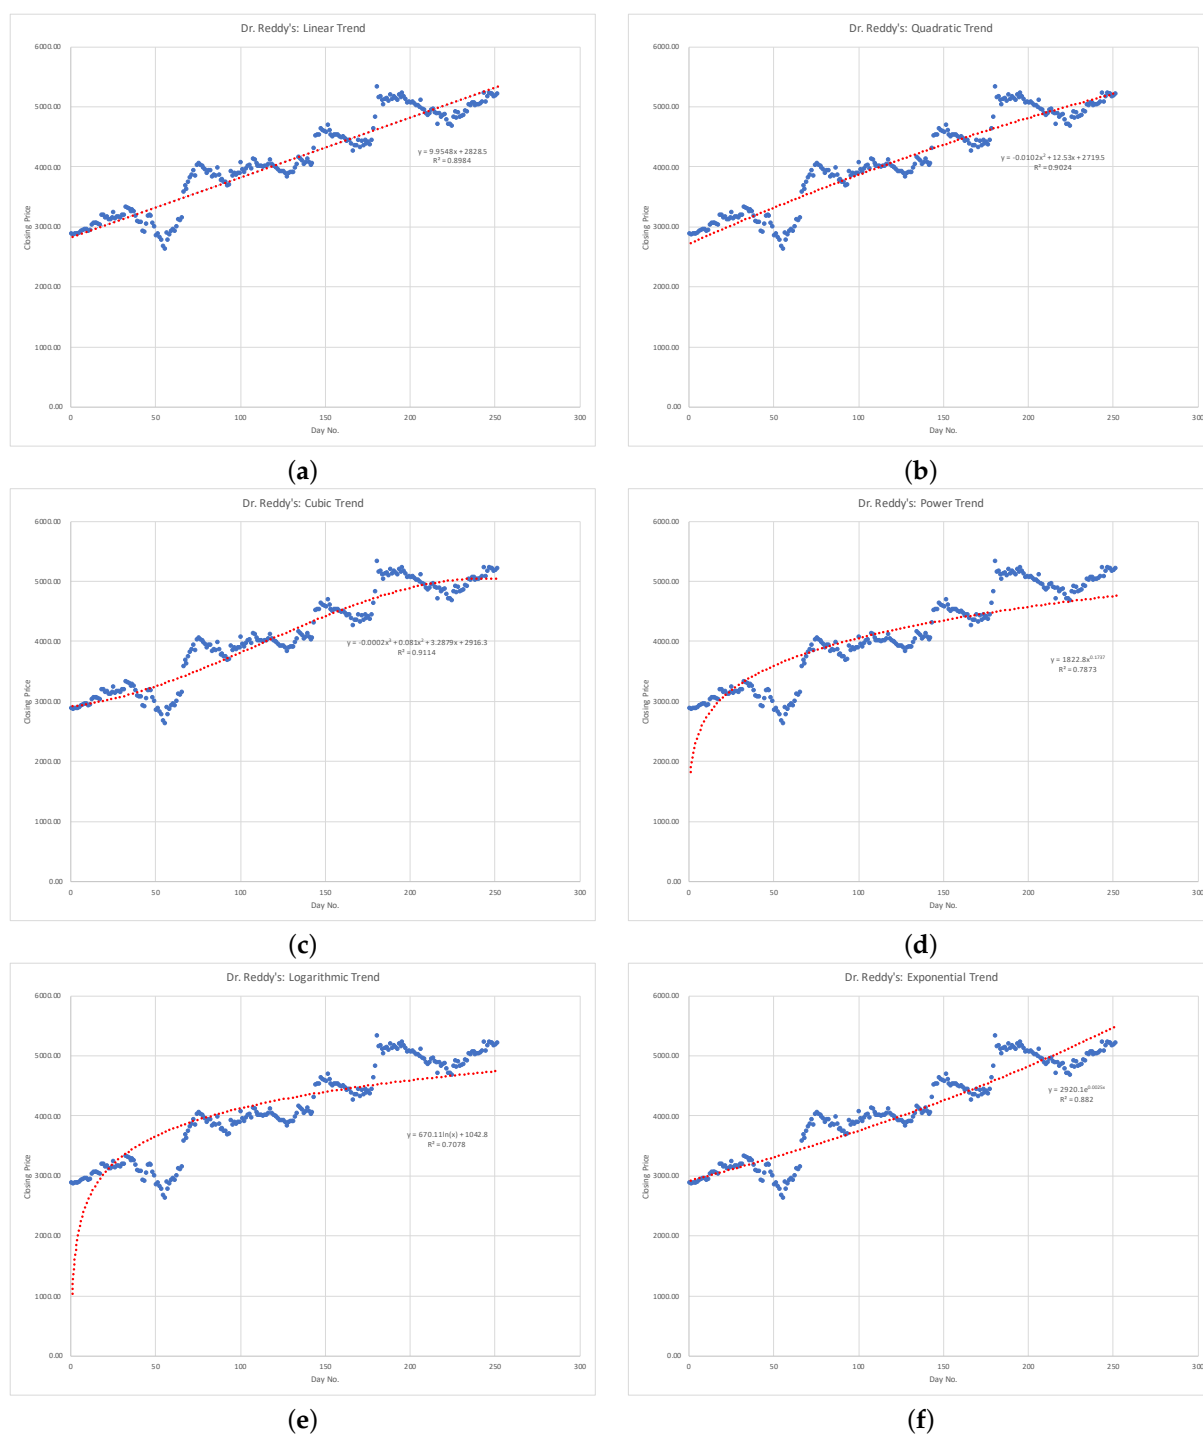 Dr. Reddy's: Linear Trend
6000.00
5000.00
4000.00
3000.00
2000.00
1000.00
0.00
Closing Price
y = 9.9548x + 2828.5
R² = 0.8984
0 50 100 150 200 250 300
Day No.
(a)
Dr. Reddy's: Quadratic Trend
6000.00
5000.00
4000.00
3000.00
2000.00
1000.00
0.00
Closing Price
y = -0.0102x² + 12.53x + 2719.5
R² = 0.9024
0 50 100 150 200 250 300
Day No.
(b)
Dr. Reddy's: Cubic Trend
6000.00
5000.00
4000.00
3000.00
2000.00
1000.00
0.00
Closing Price
y = -0.0002x³ + 0.081x² + 3.2879x + 2916.3
R² = 0.9114
0 50 100 150 200 250 300
Day No.
(c)
Dr. Reddy's: Power Trend
6000.00
5000.00
4000.00
3000.00
2000.00
1000.00
0.00
Closing Price
y = 1822.8x^0.1737
R² = 0.7873
0 50 100 150 200 250 300
Day No.
(d)
Dr. Reddy's: Logarithmic Trend
6000.00
5000.00
4000.00
3000.00
2000.00
1000.00
0.00
Closing Price
y = 670.11ln(x) + 1042.8
R² = 0.7078
0 50 100 150 200 250 300
Day No.
(e)
Dr. Reddy's: Exponential Trend
6000.00
5000.00
4000.00
3000.00
2000.00
1000.00
0.00
Closing Price
y = 2920.1e^0.0025x
R² = 0.882
0 50 100 150 200 250 300
Day No.
(f)